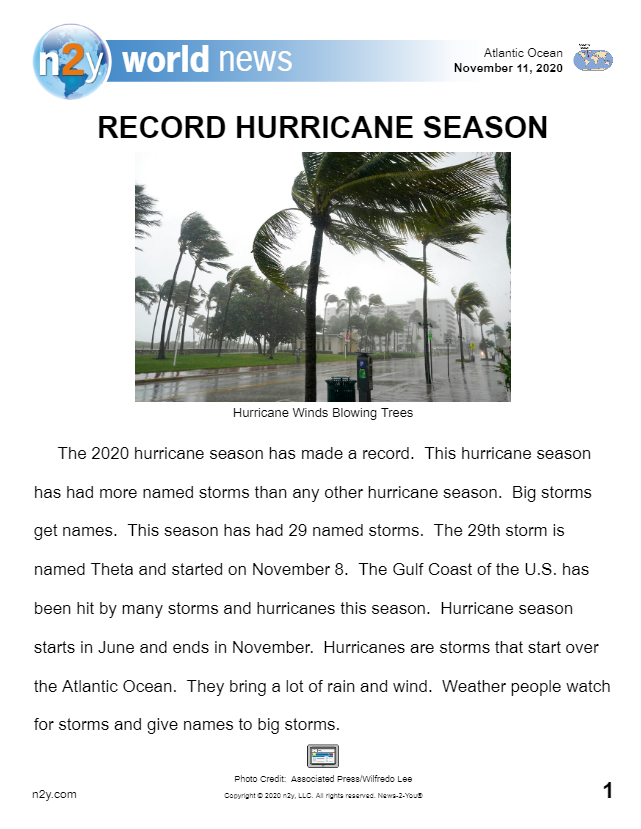 n2y world news
Atlantic Ocean
November 11, 2020
RECORD HURRICANE SEASON
Hurricane Winds Blowing Trees
The 2020 hurricane season has made a record. This hurricane season
has had more named storms than any other hurricane season. Big storms
get names. This season has had 29 named storms. The 29th storm is
named Theta and started on November 8. The Gulf Coast of the U.S. has
been hit by many storms and hurricanes this season. Hurricane season
starts in June and ends in November. Hurricanes are storms that start over
the Atlantic Ocean. They bring a lot of rain and wind. Weather people watch
for storms and give names to big storms.
Photo Credit: Associated Press/Wilfredo Lee
n2y.com
Copyright © 2020 n2y, LLC. All rights reserved. News-2-You®
1